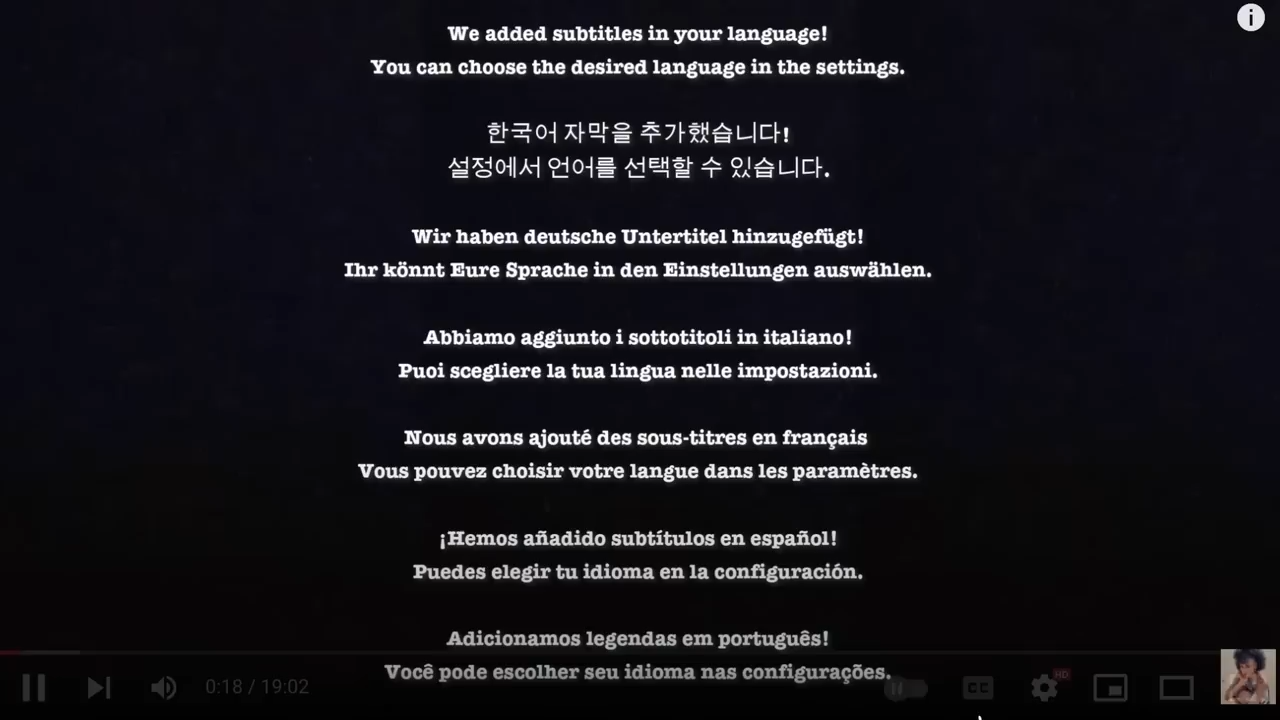 We added subtitles in your language!
You can choose the desired language in the settings.
한국어 자막을 추가했습니다!
설정에서 언어를 선택할 수 있습니다.
Wir haben deutsche Untertitel hinzugefügt!
Ihr könnt Eure Sprache in den Einstellungen auswählen.
Abbiamo aggiunto i sottotitoli in italiano!
Puoi scegliere la tua lingua nelle impostazioni.
Nous avons ajouté des sous-titres en français
Vous pouvez choisir votre langue dans les paramètres.
¡Hemos añadido subtítulos en español!
Puedes elegir tu idioma en la configuración.
Adicionamos legendas em português!
Você pode escolher seu idioma nas configurações.
0:18 / 19:02
CC
HD